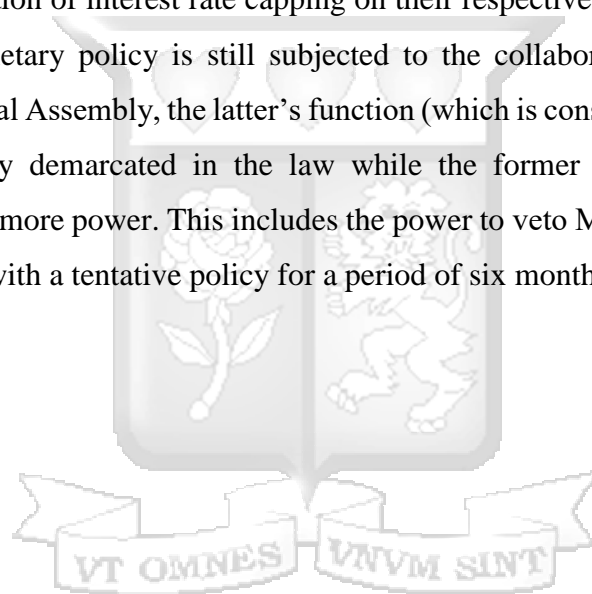 tion of interest rate capping on their respective
etary policy is still subjected to the collabor
al Assembly, the latter's function (which is cons
y demarcated in the law while the former
more power. This includes the power to veto M
with a tentative policy for a period of six month
VT OMNES VNVM SINT